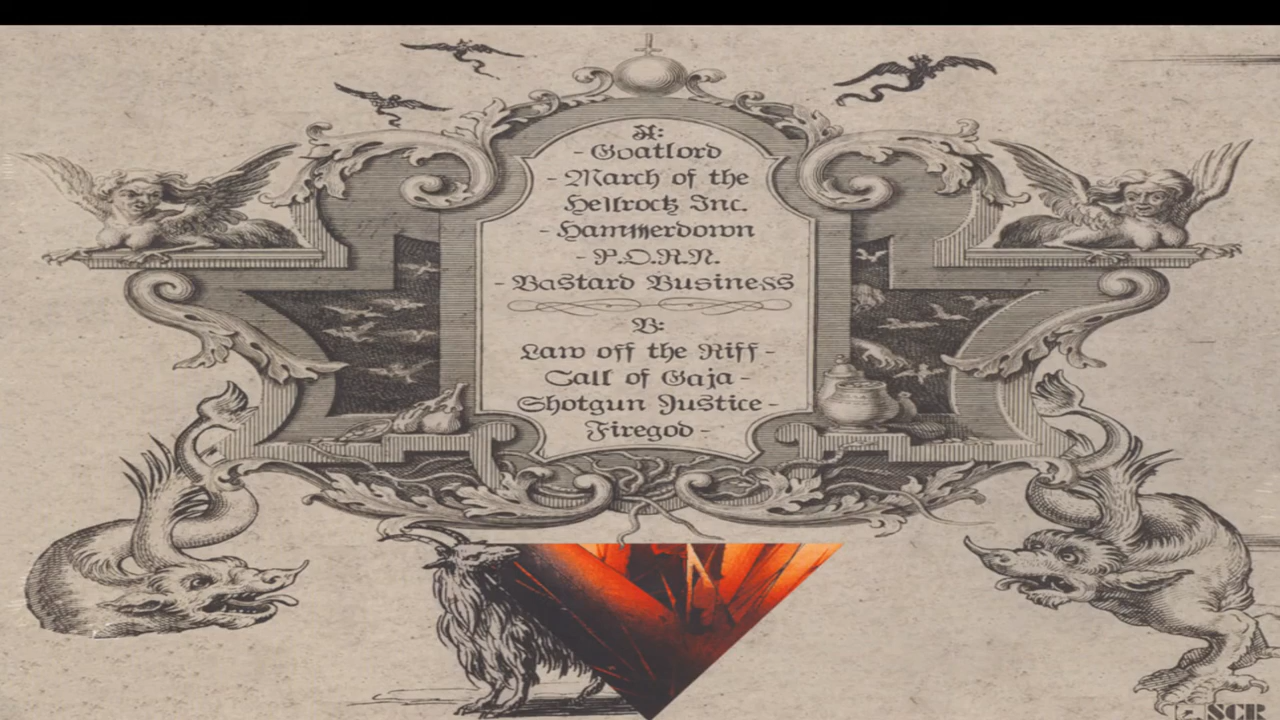 A:
- Goatlord
- March of the
Hellrock Inc.
- Hammerdown
- P.O.R.N.
- Bastard Business
B:
Law off the Riff -
Call of Gaja -
Shotgun Justice -
Firegod -
SCR